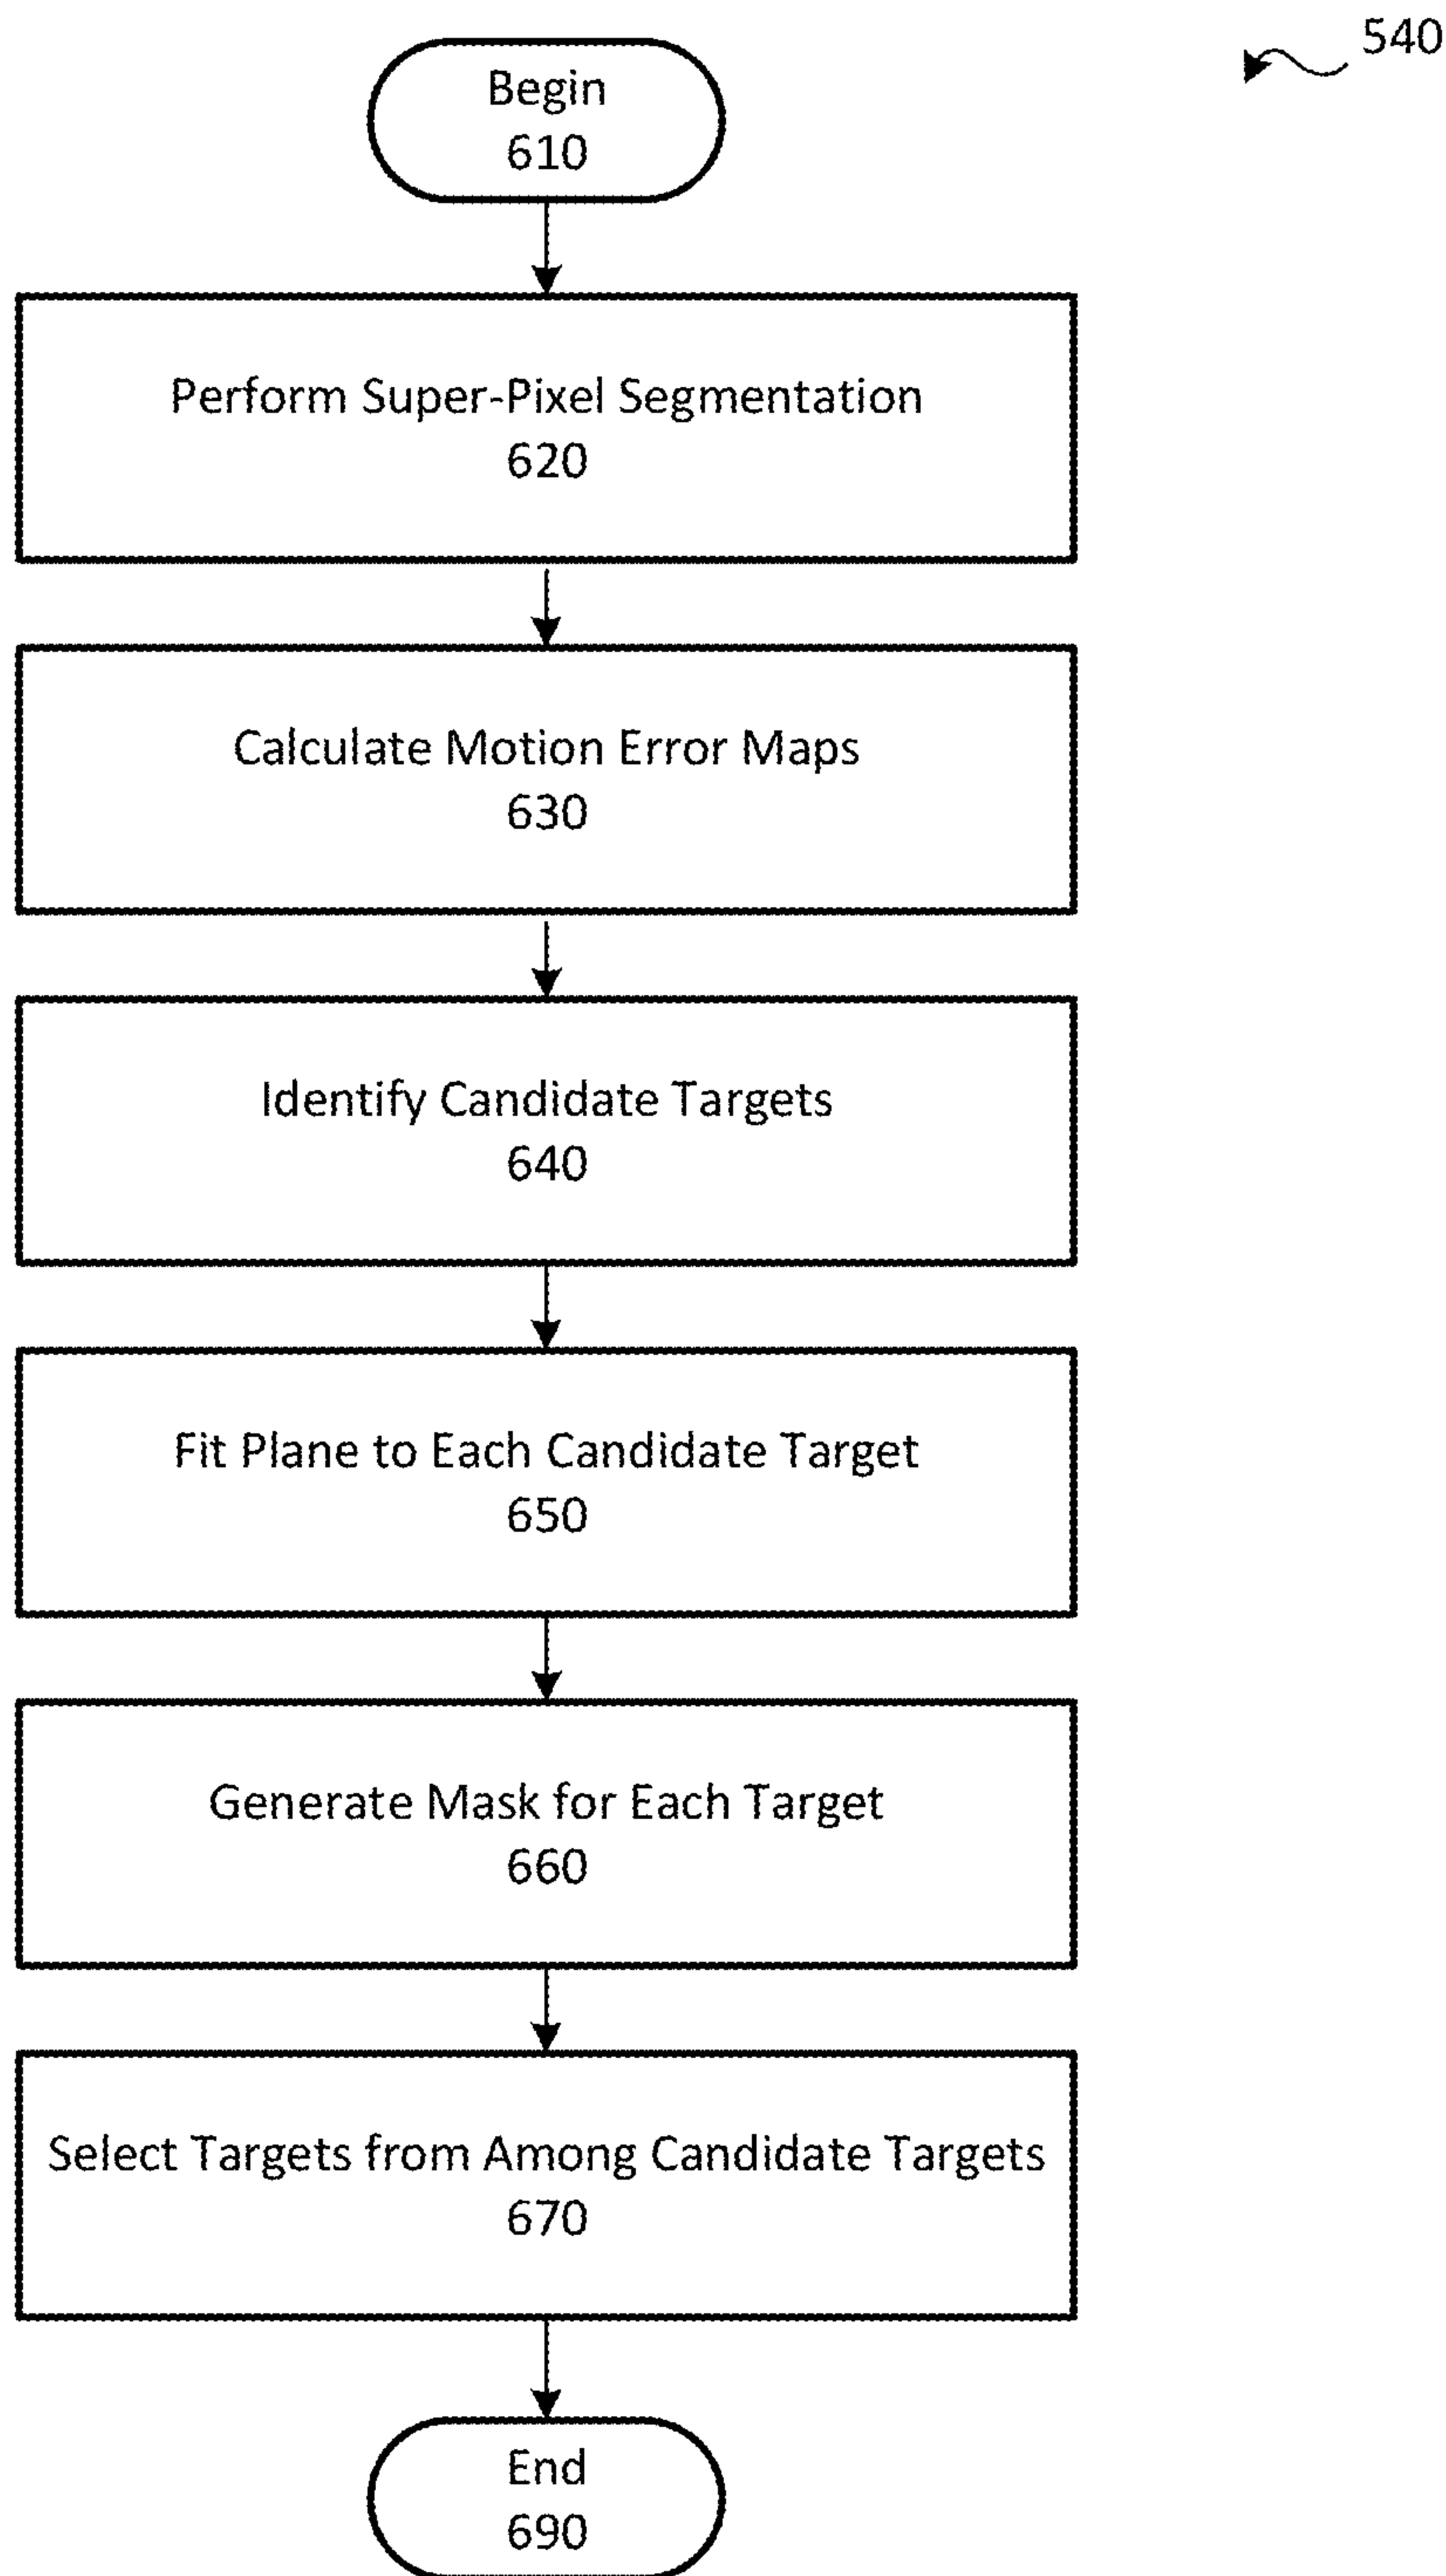 540
Begin
610
Perform Super-Pixel Segmentation
620
Calculate Motion Error Maps
630
Identify Candidate Targets
640
Fit Plane to Each Candidate Target
650
Generate Mask for Each Target
660
Select Targets from Among Candidate Targets
670
End
690